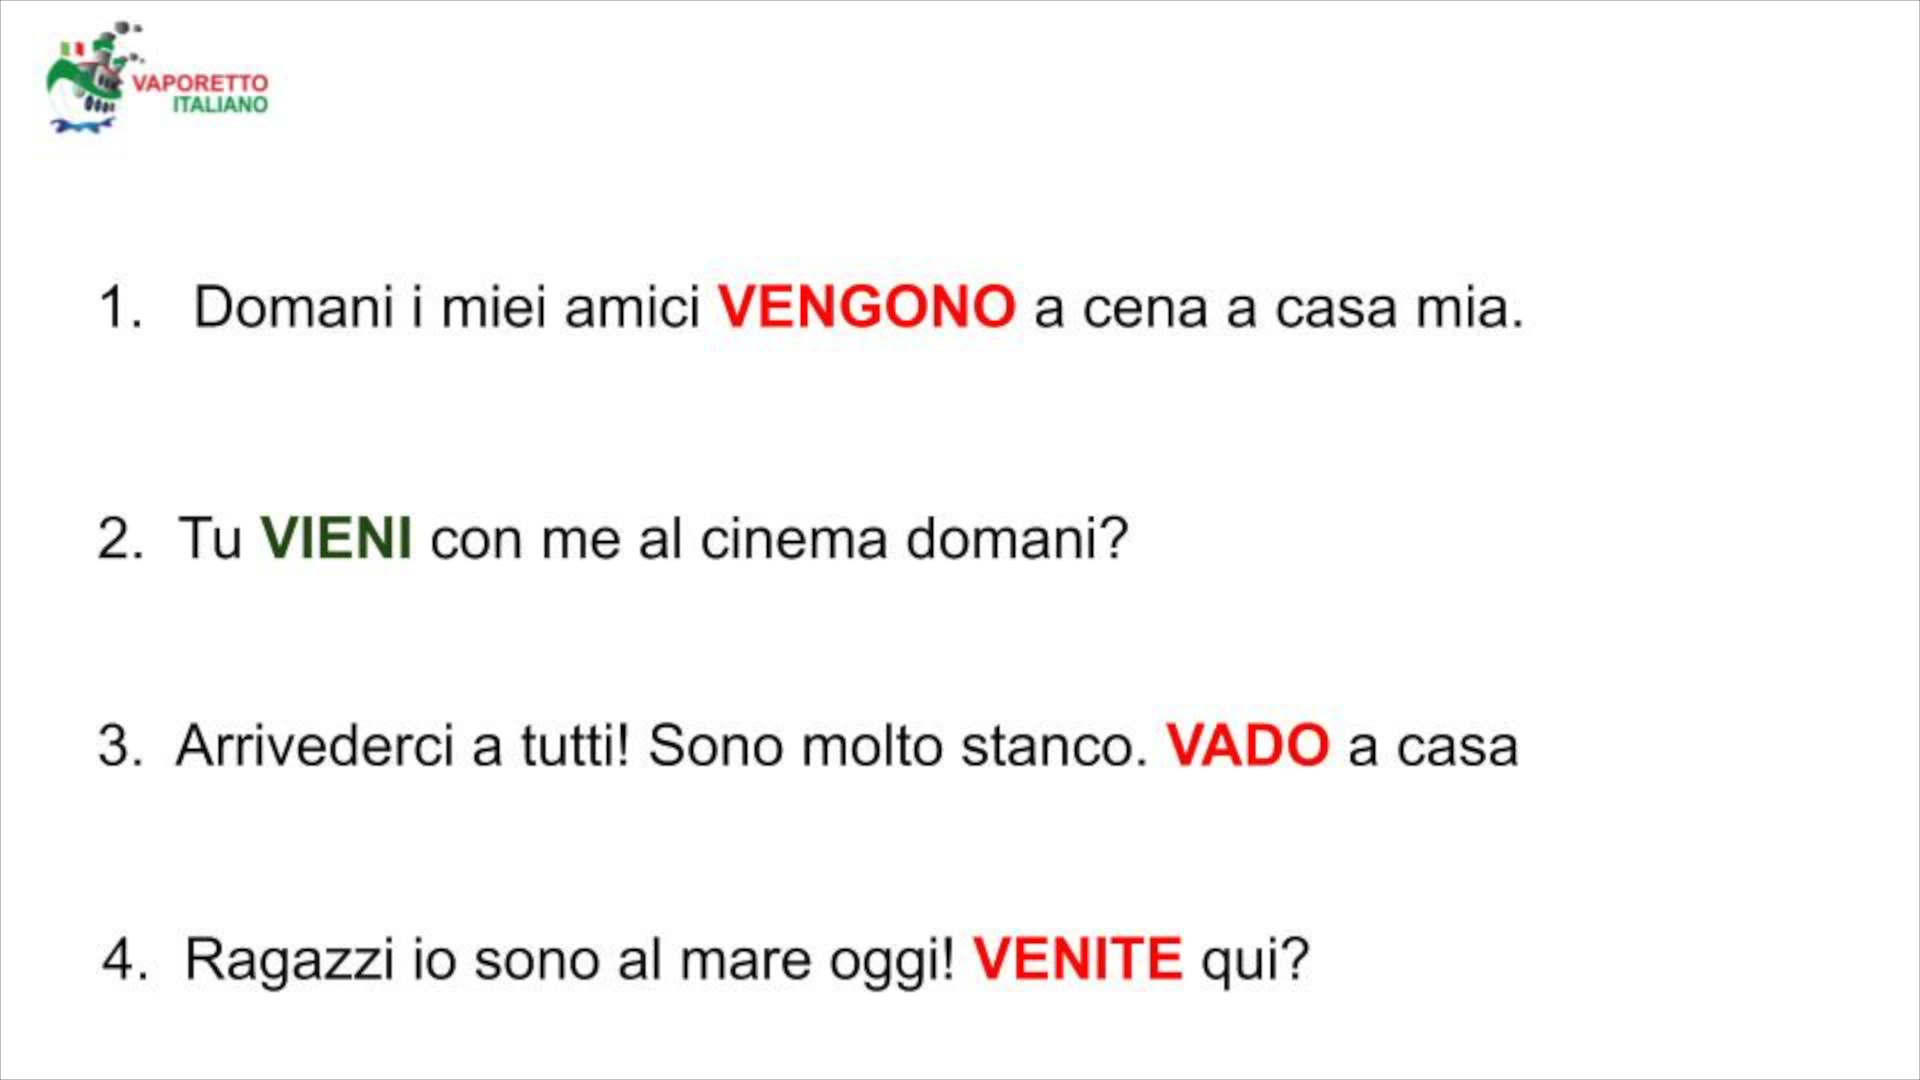 VAPORETTO
ITALIANO
1. Domani i miei amici VENGONO a cena a casa mia.
2. Tu VIENI con me al cinema domani?
3. Arrivederci a tutti! Sono molto stanco. VADO a casa
4. Ragazzi io sono al mare oggi! VENITE qui?